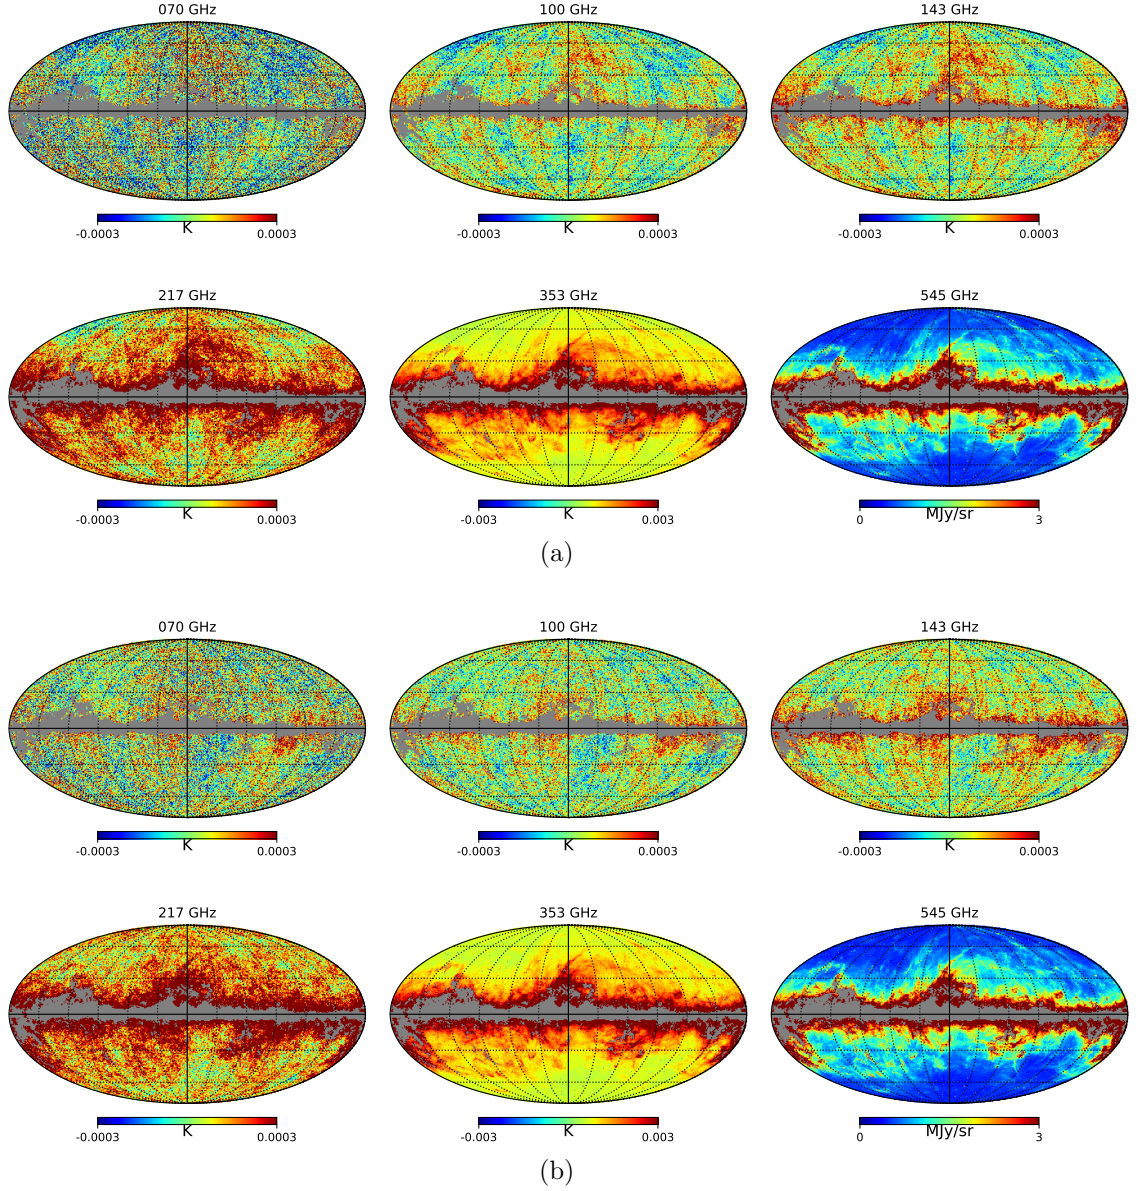 070 GHz 100 GHz 143 GHz
-0.0003 K 0.0003 -0.0003 K 0.0003 -0.0003 K 0.0003
217 GHz 353 GHz 545 GHz
-0.0003 K 0.0003 -0.003 K 0.003 0 MJy/sr 3
(a)
070 GHz 100 GHz 143 GHz
-0.0003 K 0.0003 -0.0003 K 0.0003 -0.0003 K 0.0003
217 GHz 353 GHz 545 GHz
-0.0003 K 0.0003 -0.003 K 0.003 0 MJy/sr 3
(b)